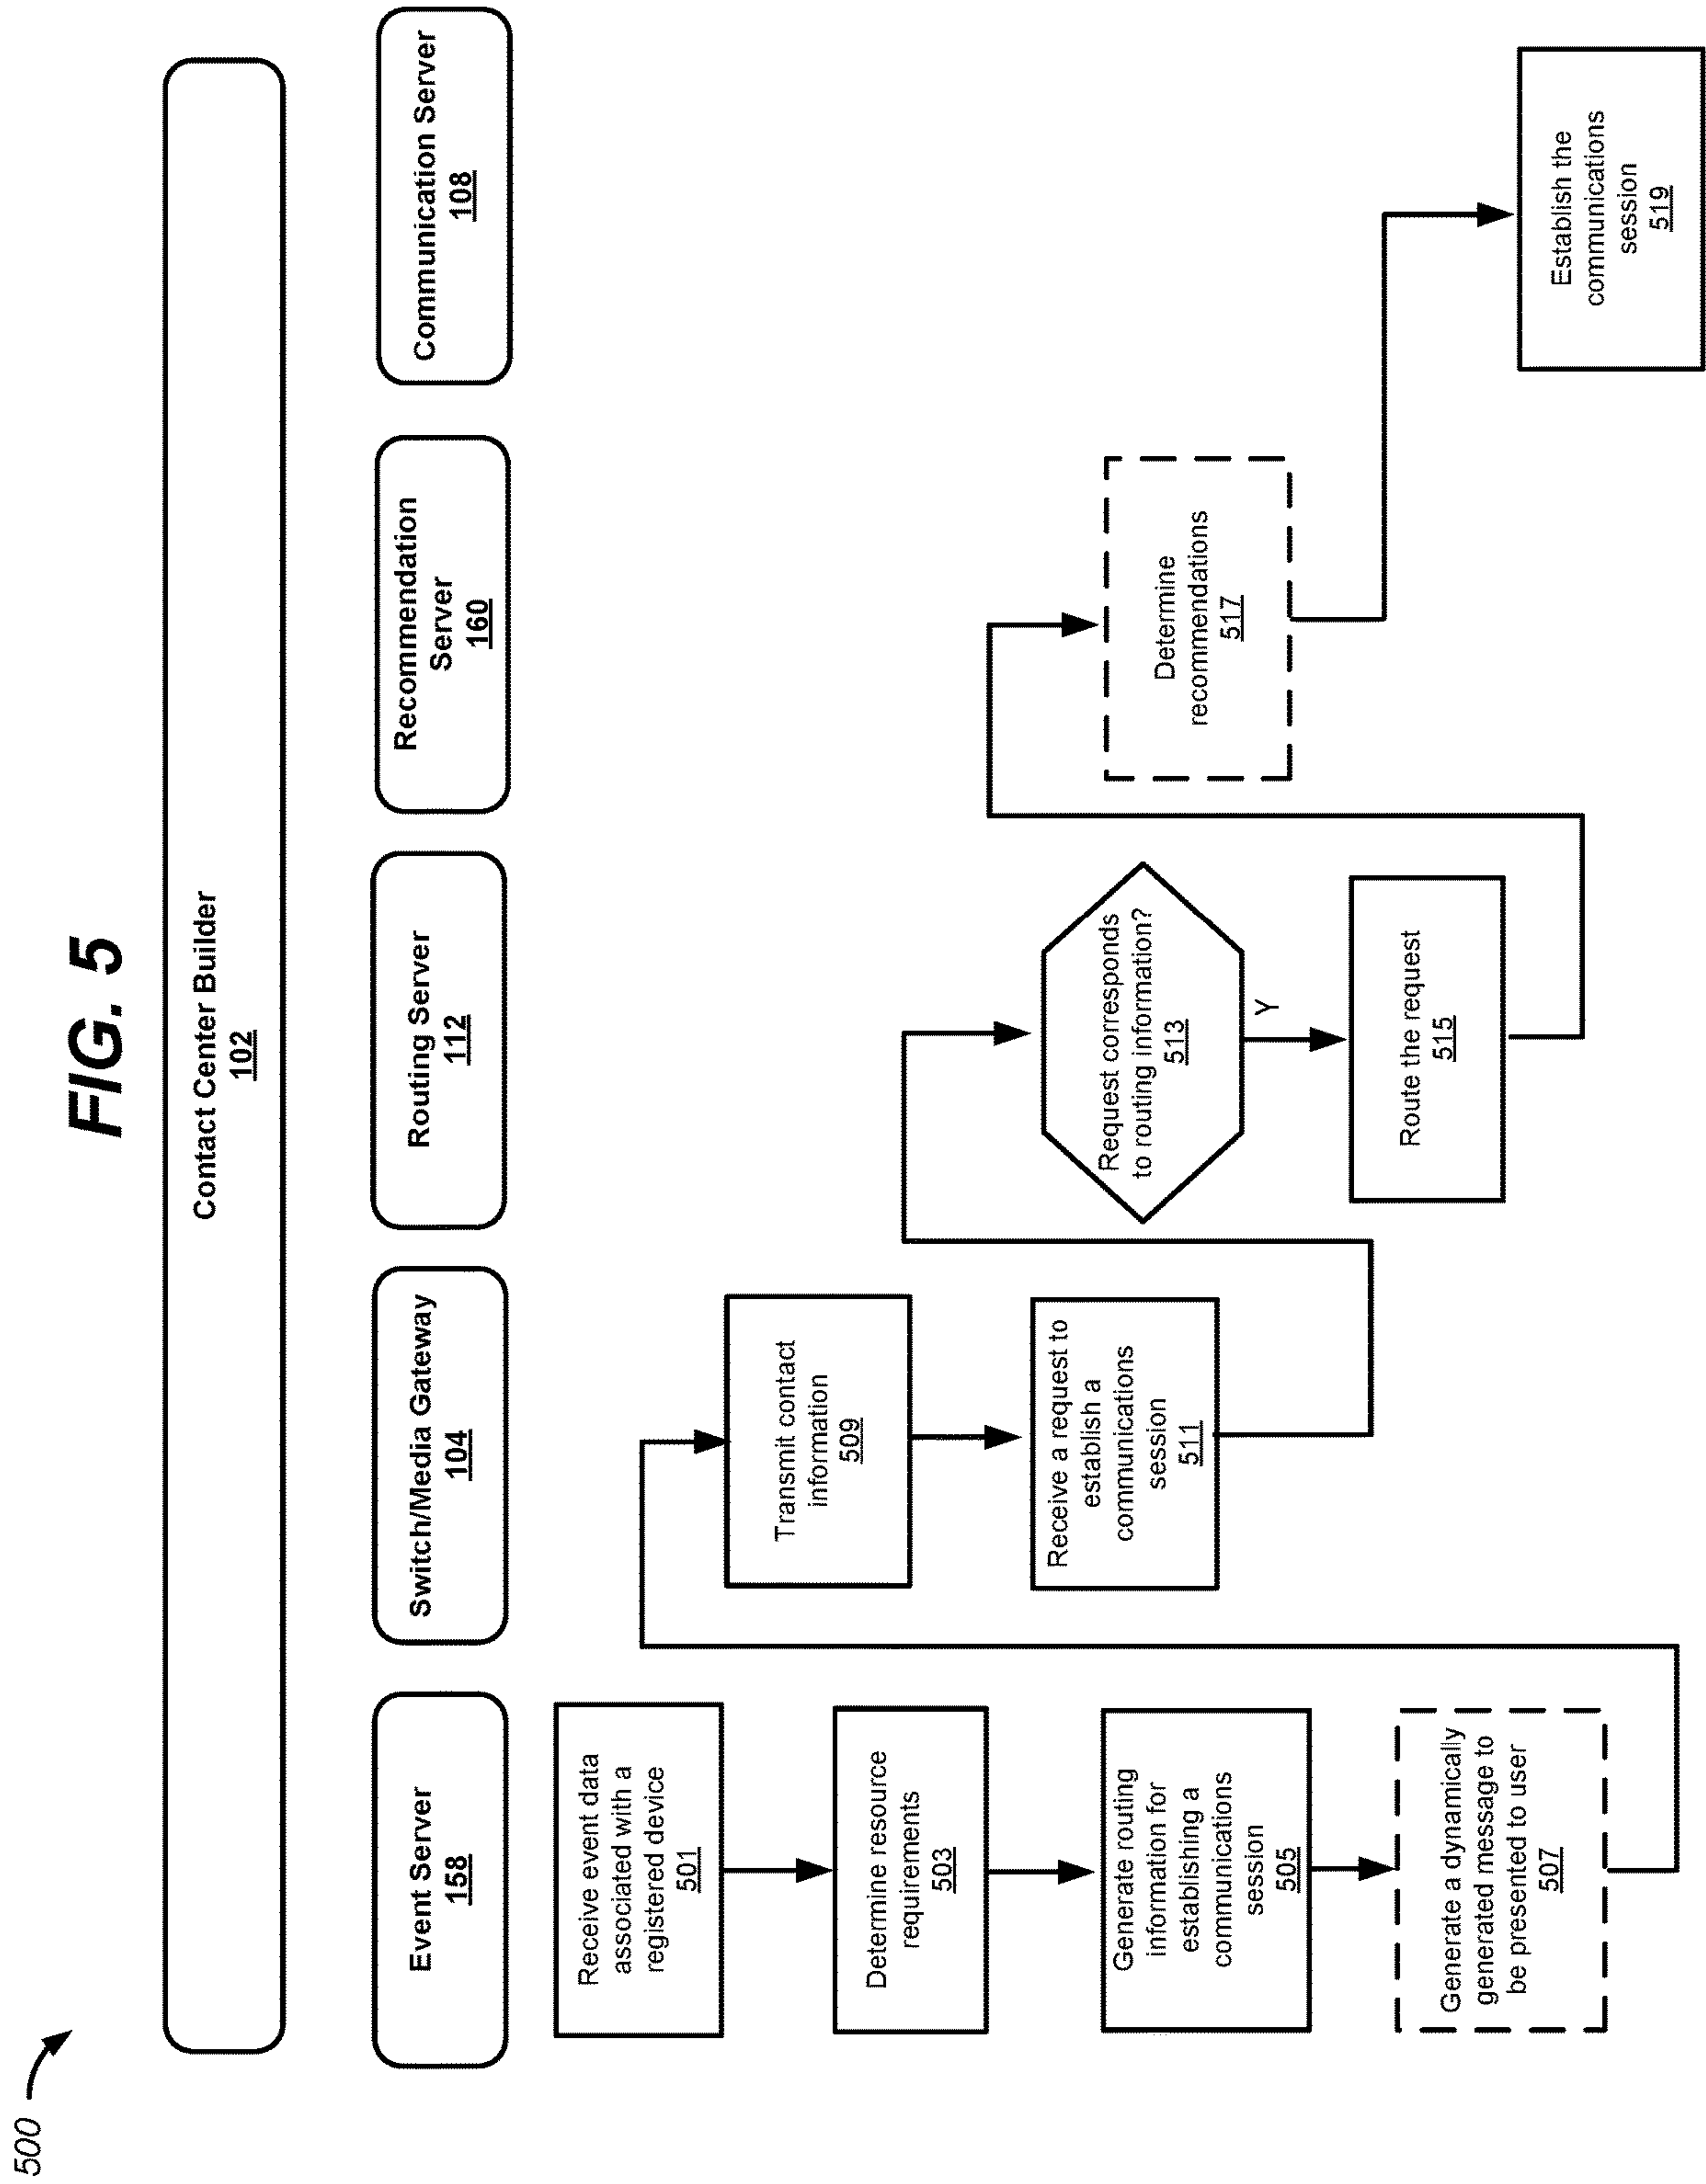 500
FIG. 5
Contact Center Builder
102
Event Server
158
Switch/Media Gateway
104
Routing Server
112
Recommendation
Server
160
Communication Server
108
Receive event data
associated with a
registered device
501
Determine resource
requirements
503
Generate routing
information for
establishing a
communications
session
505
Generate a dynamically
generated message to
be presented to user
507
Transmit contact
information
509
Receive a request to
establish a
communications
session
511
Request corresponds
to routing information?
513
Y
Route the request
515
Determine
recommendations
517
Establish the
communications
session
519